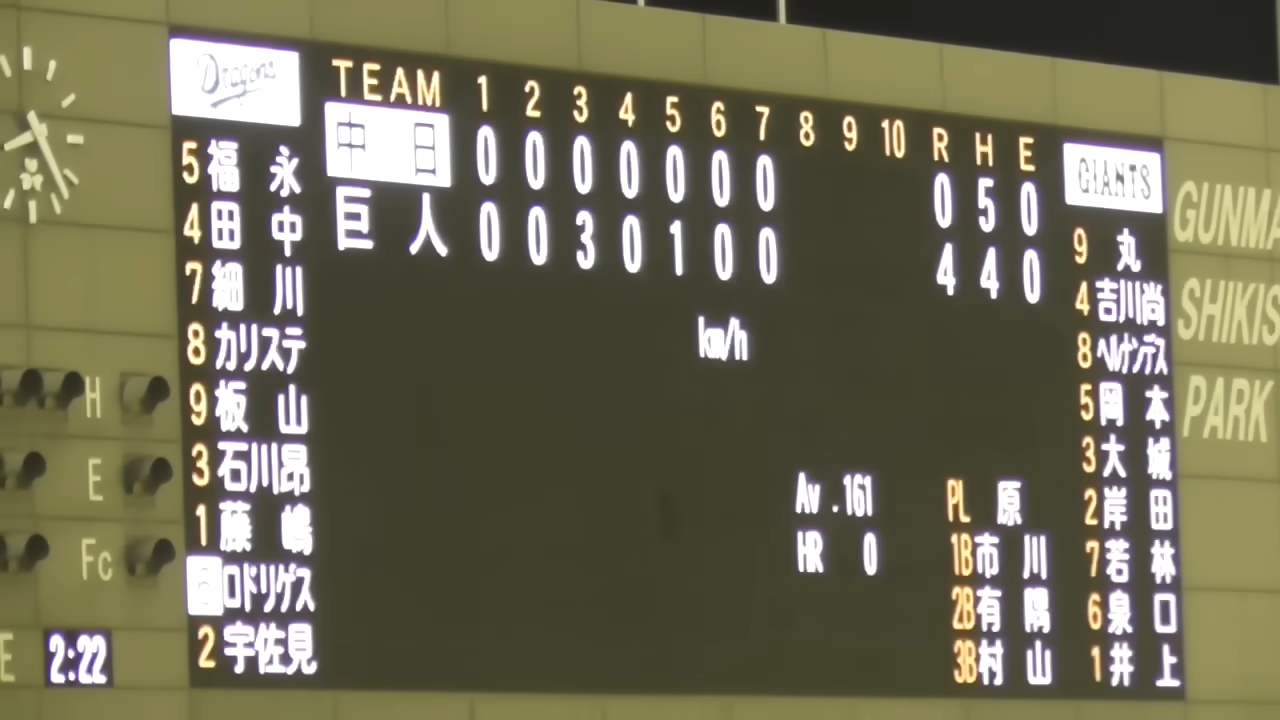 Dragons
TEAM 1 2 3 4 5 6 7 8 9 10 R H E
中日 0 0 0 0 0 0 0 0 5 0
巨人 0 0 3 0 1 0 0 4 4 0
5 福永
4 田中
7 細川
8 カリステ
9 板山
3 石川昂
1 藤嶋
ロドリゲス
2 宇佐見
km/h
Av .161
HR 0
PL 原
1B 市川
2B 有隅
3B 村山
GIANTS
9 丸
4 吉川尚
8 ヘルナンデス
5 岡本
3 大城
2 岸田
7 若林
6 泉口
1 井上
GUNMA
SHIKIS
PARK
H
E
Fc
E 2:22